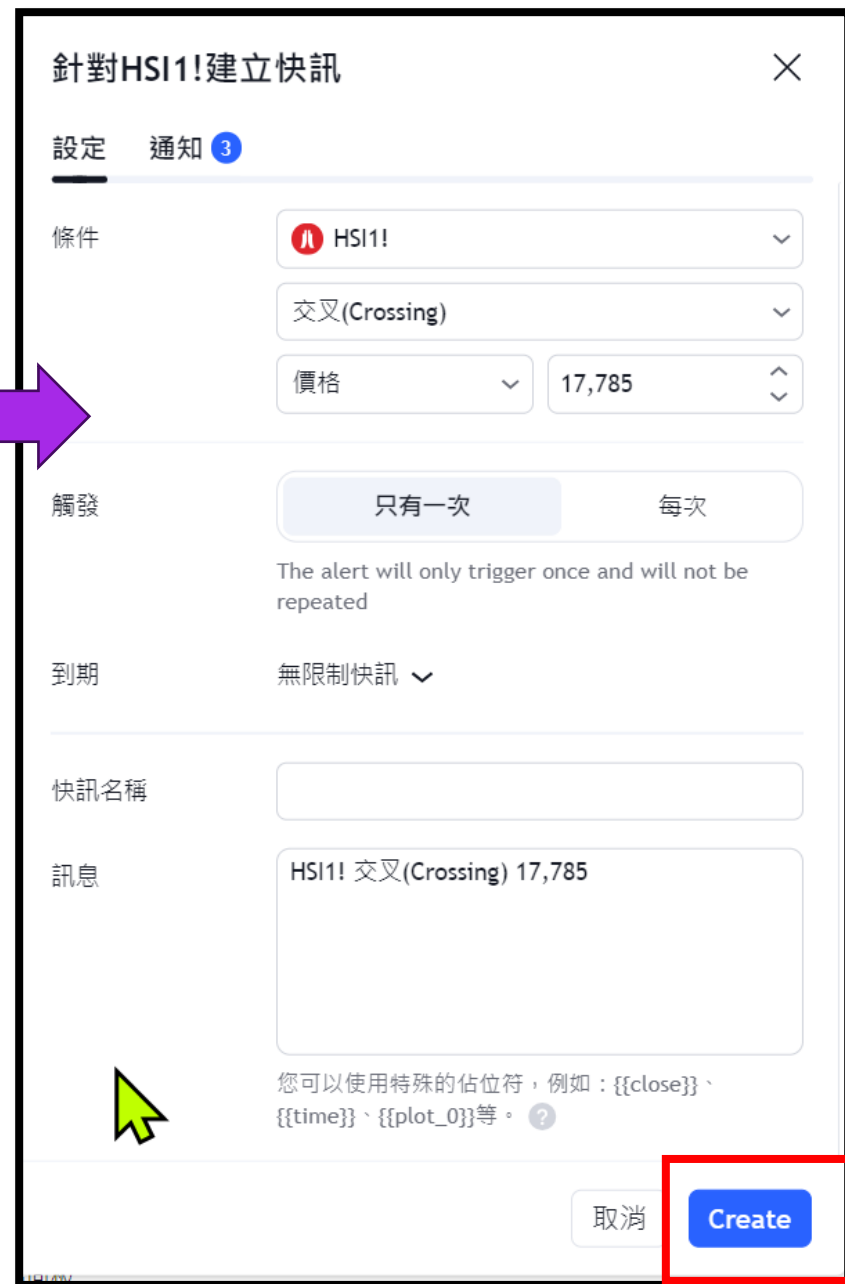 針對HSI1!建立快訊
設定 通知 3
條件 HSI1!
交叉(Crossing)
價格 17,785
觸發 只有一次 每次
The alert will only trigger once and will not be
repeated
到期 無限制快訊
快訊名稱
訊息 HSI1! 交叉(Crossing) 17,785
您可以使用特殊的佔位符，例如：{{close}}、
{{time}}、{{plot_0}}等。 ?
取消 Create